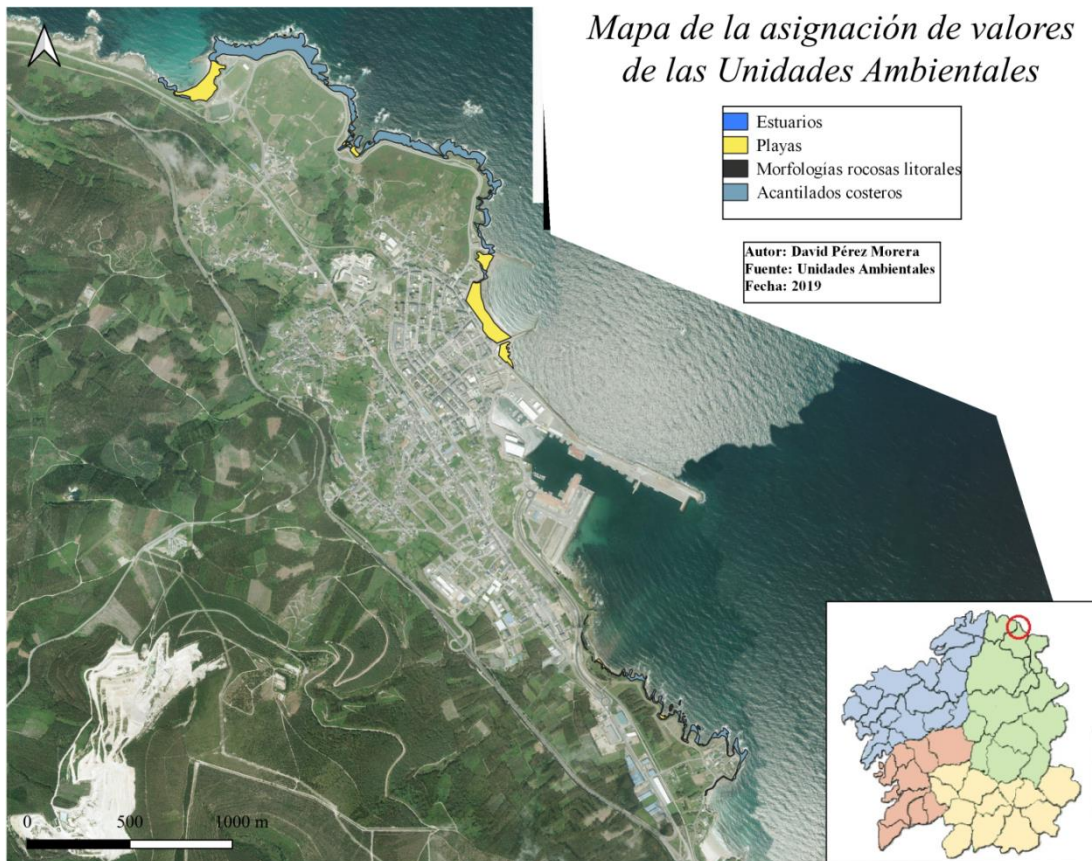 Mapa de la asignación de valores
de las Unidades Ambientales
Estuarios
Playas
Morfologías rocosas litorales
Acantilados costeros
Autor: David Pérez Morera
Fuente: Unidades Ambientales
Fecha: 2019
0 500 1000 m